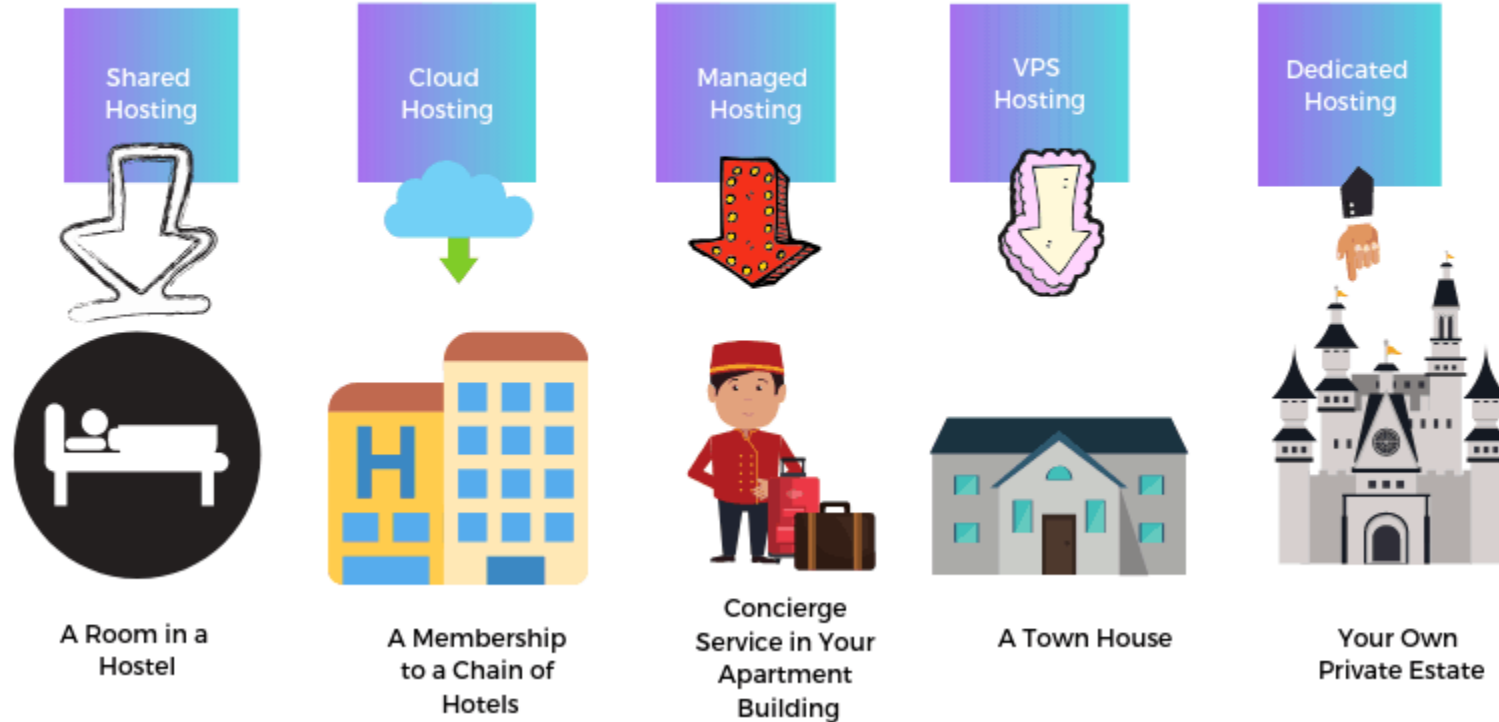 Shared
Hosting
Cloud
Hosting
Managed
Hosting
VPS
Hosting
Dedicated
Hosting
H
A Room in a
Hostel
A Membership
to a Chain of
Hotels
Concierge
Service in Your
Apartment
Building
A Town House
Your Own
Private Estate